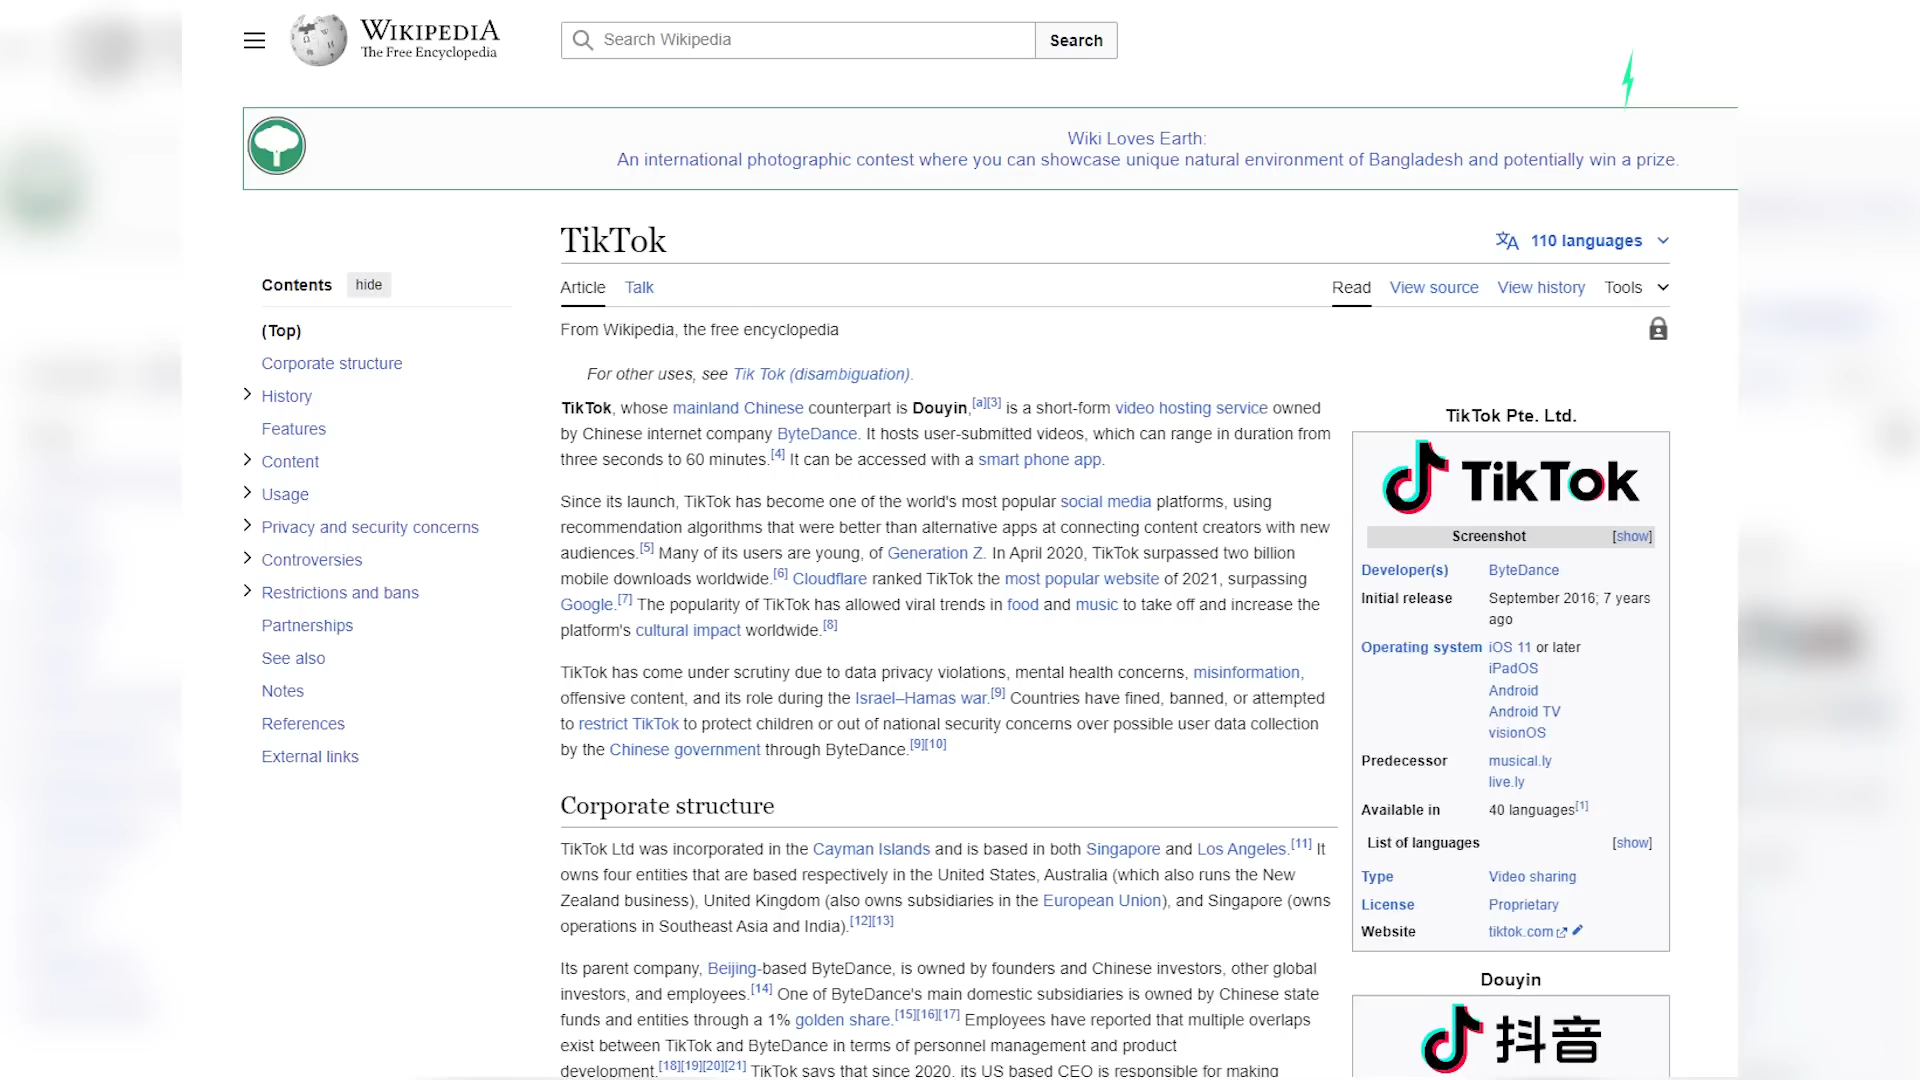 WIKIPEDIA
The Free Encyclopedia
Search Wikipedia
Search
Wiki Loves Earth:
An international photographic contest where you can showcase unique natural environment of Bangladesh and potentially win a prize.
TikTok
文A 110 languages
Contents hide
Article Talk
Read View source View history Tools
(Top)
Corporate structure
History
Features
Content
Usage
Privacy and security concerns
Controversies
Restrictions and bans
Partnerships
See also
Notes
References
External links
From Wikipedia, the free encyclopedia
For other uses, see Tik Tok (disambiguation).
TikTok, whose mainland Chinese counterpart is Douyin,[a][3] is a short-form video hosting service owned
by Chinese internet company ByteDance. It hosts user-submitted videos, which can range in duration from
three seconds to 60 minutes.[4] It can be accessed with a smart phone app.
Since its launch, TikTok has become one of the world's most popular social media platforms, using
recommendation algorithms that were better than alternative apps at connecting content creators with new
audiences.[5] Many of its users are young, of Generation Z. In April 2020, TikTok surpassed two billion
mobile downloads worldwide.[6] Cloudflare ranked TikTok the most popular website of 2021, surpassing
Google.[7] The popularity of TikTok has allowed viral trends in food and music to take off and increase the
platform's cultural impact worldwide.[8]
TikTok has come under scrutiny due to data privacy violations, mental health concerns, misinformation,
offensive content, and its role during the Israel–Hamas war.[9] Countries have fined, banned, or attempted
to restrict TikTok to protect children or out of national security concerns over possible user data collection
by the Chinese government through ByteDance.[9][10]
Corporate structure
TikTok Ltd was incorporated in the Cayman Islands and is based in both Singapore and Los Angeles.[11] It
owns four entities that are based respectively in the United States, Australia (which also runs the New
Zealand business), United Kingdom (also owns subsidiaries in the European Union), and Singapore (owns
operations in Southeast Asia and India).[12][13]
Its parent company, Beijing-based ByteDance, is owned by founders and Chinese investors, other global
investors, and employees.[14] One of ByteDance's main domestic subsidiaries is owned by Chinese state
funds and entities through a 1% golden share.[15][16][17] Employees have reported that multiple overlaps
exist between TikTok and ByteDance in terms of personnel management and product
development.[18][19][20][21] TikTok says that since 2020, its US based CEO is responsible for making
TikTok Pte. Ltd.
TikTok
Screenshot [show]
Developer(s) ByteDance
Initial release September 2016; 7 years
ago
Operating system iOS 11 or later
iPadOS
Android
Android TV
visionOS
Predecessor musical.ly
live.ly
Available in 40 languages[1]
List of languages [show]
Type Video sharing
License Proprietary
Website tiktok.com
Douyin
抖音